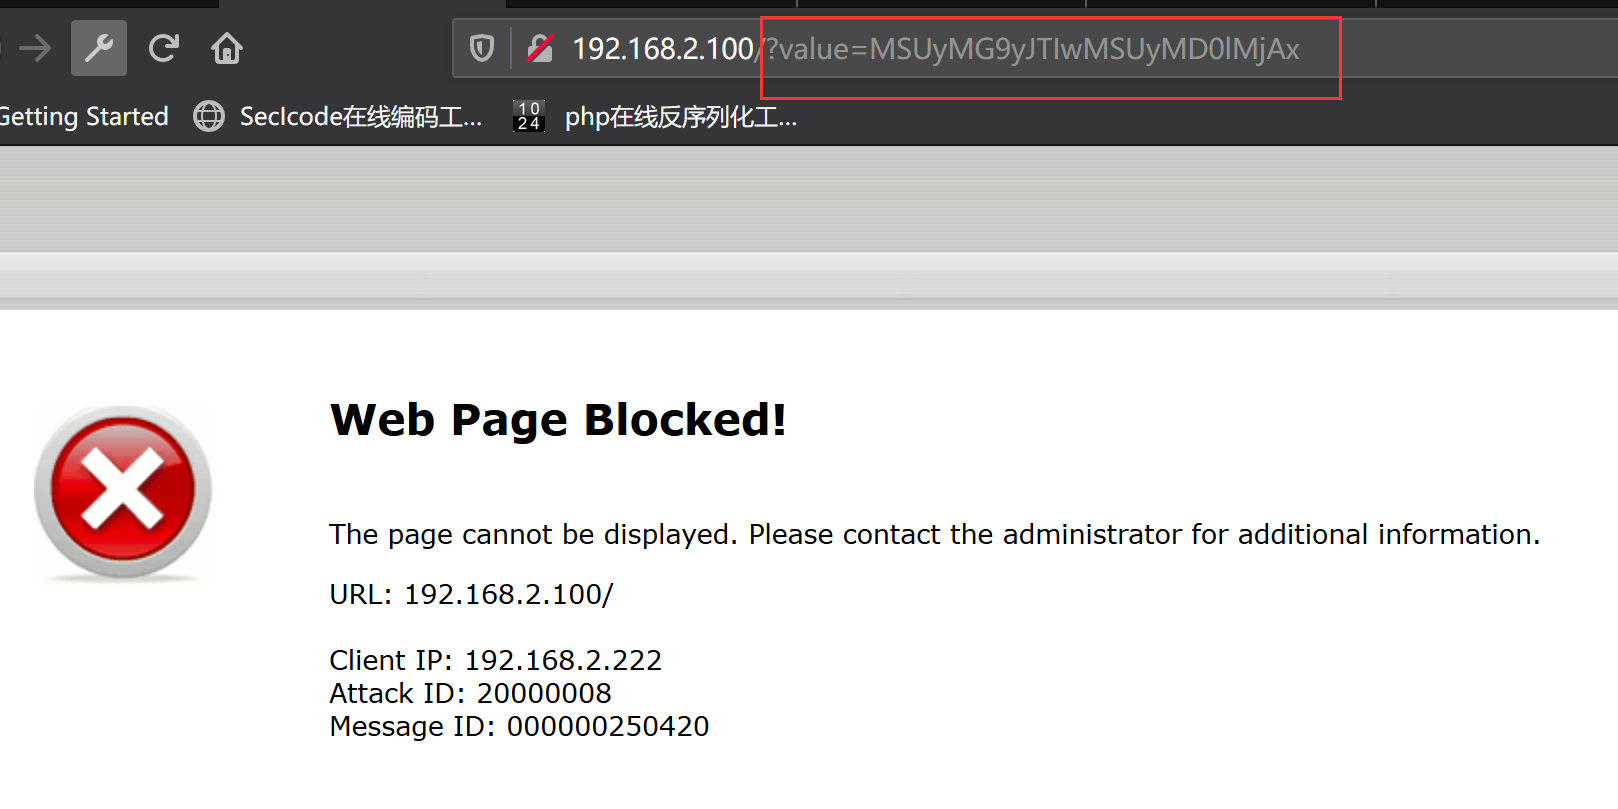 192.168.2.100/?value=MSUyMG9yJTIwMSUyMD0lMjAx
Getting Started SecIcode在线编码工... 10 24 php在线反序列化工...
Web Page Blocked!
The page cannot be displayed. Please contact the administrator for additional information.
URL: 192.168.2.100/
Client IP: 192.168.2.222
Attack ID: 20000008
Message ID: 000000250420